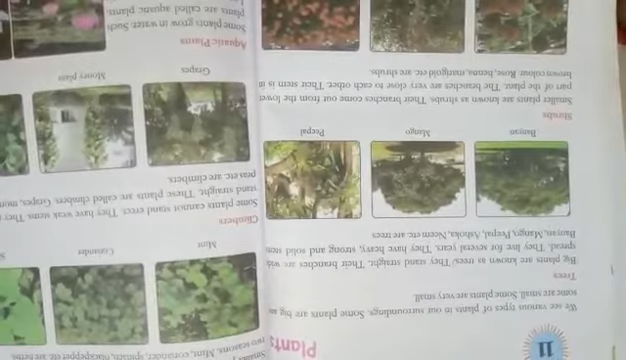 11
Plants
We see various types of plants in our surroundings. Some plants are big
some are small. Some plants are very small.
Trees
Big plants are known as trees. They stand straight. Their branches are
spread. They live for several years. They have heavy, strong and solid
Banyan, Mango, Peepal, Ashoka, Neem etc. are trees.
Banyan
Mango
Peepal
Shrubs
Smaller plants are known as shrubs. Their branches come out from the lower
part of the plant. The branches are very close to each other. Their stem is in
brown colour. Rose, henna, marigold etc. are shrubs.
two seasons. Mint, coriander, spinach, blackpepper etc.
Mint
Coriander
Climbers
Some plants cannot stand erect. They have weak stems. They
stand straight. These plants are called climbers. Grapes,
peas etc. are climbers.
Grapes
Money plant
Aquatic Plants
Some plants grow in water. Such
plants are called aquatic plants.